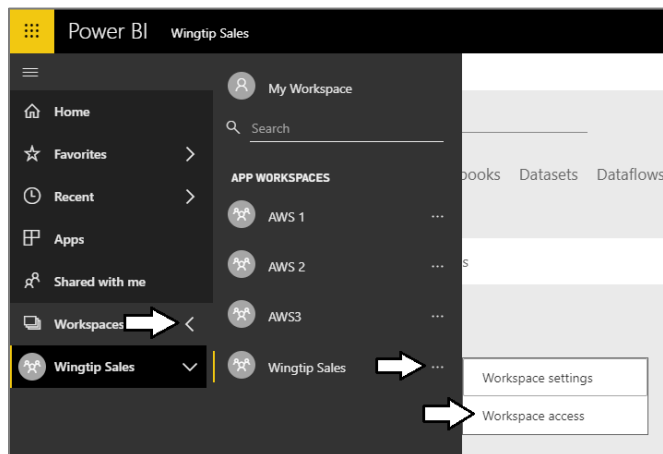 Power BI Wingtip Sales
Home
Favorites
Recent
Apps
Shared with me
Workspaces
Wingtip Sales
My Workspace
Search
APP WORKSPACES
AWS 1 ...
AWS 2 ...
AWS3 ...
Wingtip Sales ...
ooks Datasets Dataflows
s
Workspace settings
Workspace access